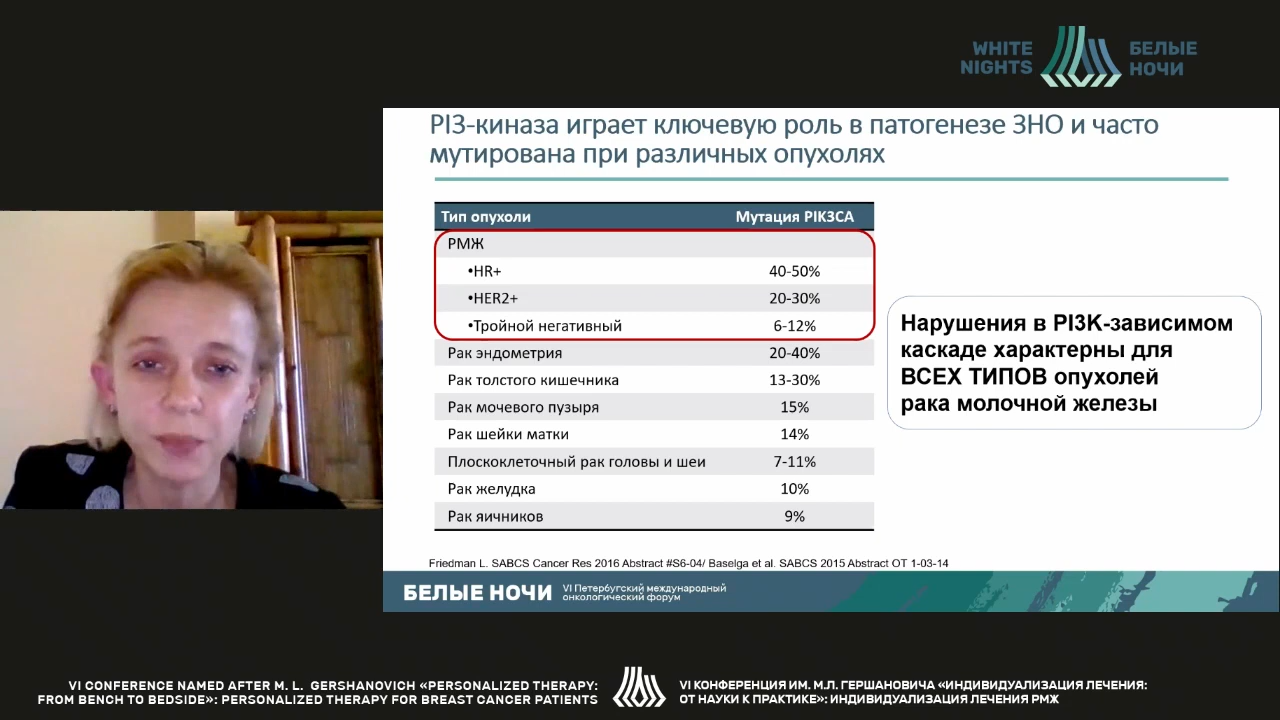 WHITE
NIGHTS
БЕЛЫЕ
НОЧИ
PI3-киназа играет ключевую роль в патогенезе ЗНО и часто
мутирована при различных опухолях
Тип опухоли Мутация PIK3CA
РМЖ
•HR+ 40-50%
•HER2+ 20-30%
•Тройной негативный 6-12%
Рак эндометрия 20-40%
Рак толстого кишечника 13-30%
Рак мочевого пузыря 15%
Рак шейки матки 14%
Плоскоклеточный рак головы и шеи 7-11%
Рак желудка 10%
Рак яичников 9%
Нарушения в PI3K-зависимом
каскаде характерны для
ВСЕХ ТИПОВ опухолей
рака молочной железы
Friedman L. SABCS Cancer Res 2016 Abstract #S6-04/ Baselga et al. SABCS 2015 Abstract OT 1-03-14
БЕЛЫЕ НОЧИ
VI Петербургский международный
онкологический форум
VI CONFERENCE NAMED AFTER M. L. GERSHANOVICH «PERSONALIZED THERAPY:
FROM BENCH TO BEDSIDE»: PERSONALIZED THERAPY FOR BREAST CANCER PATIENTS
VI КОНФЕРЕНЦИЯ ИМ. М.Л. ГЕРШАНОВИЧА «ИНДИВИДУАЛИЗАЦИЯ ЛЕЧЕНИЯ:
ОТ НАУКИ К ПРАКТИКЕ»: ИНДИВИДУАЛИЗАЦИЯ ЛЕЧЕНИЯ РМЖ